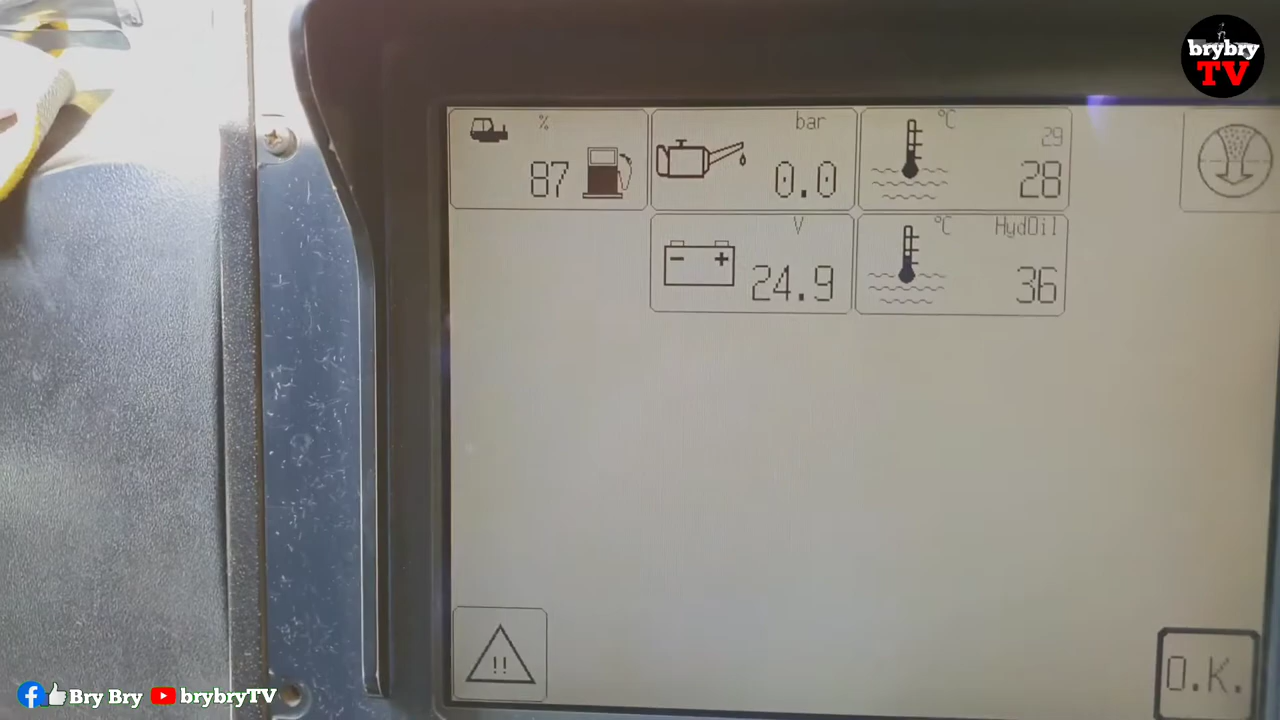 brybry
TV
%
87
bar
0.0
°C
29
28
V
- +
24.9
°C
HydOil
36
!!
O.K.
Bry Bry
brybryTV